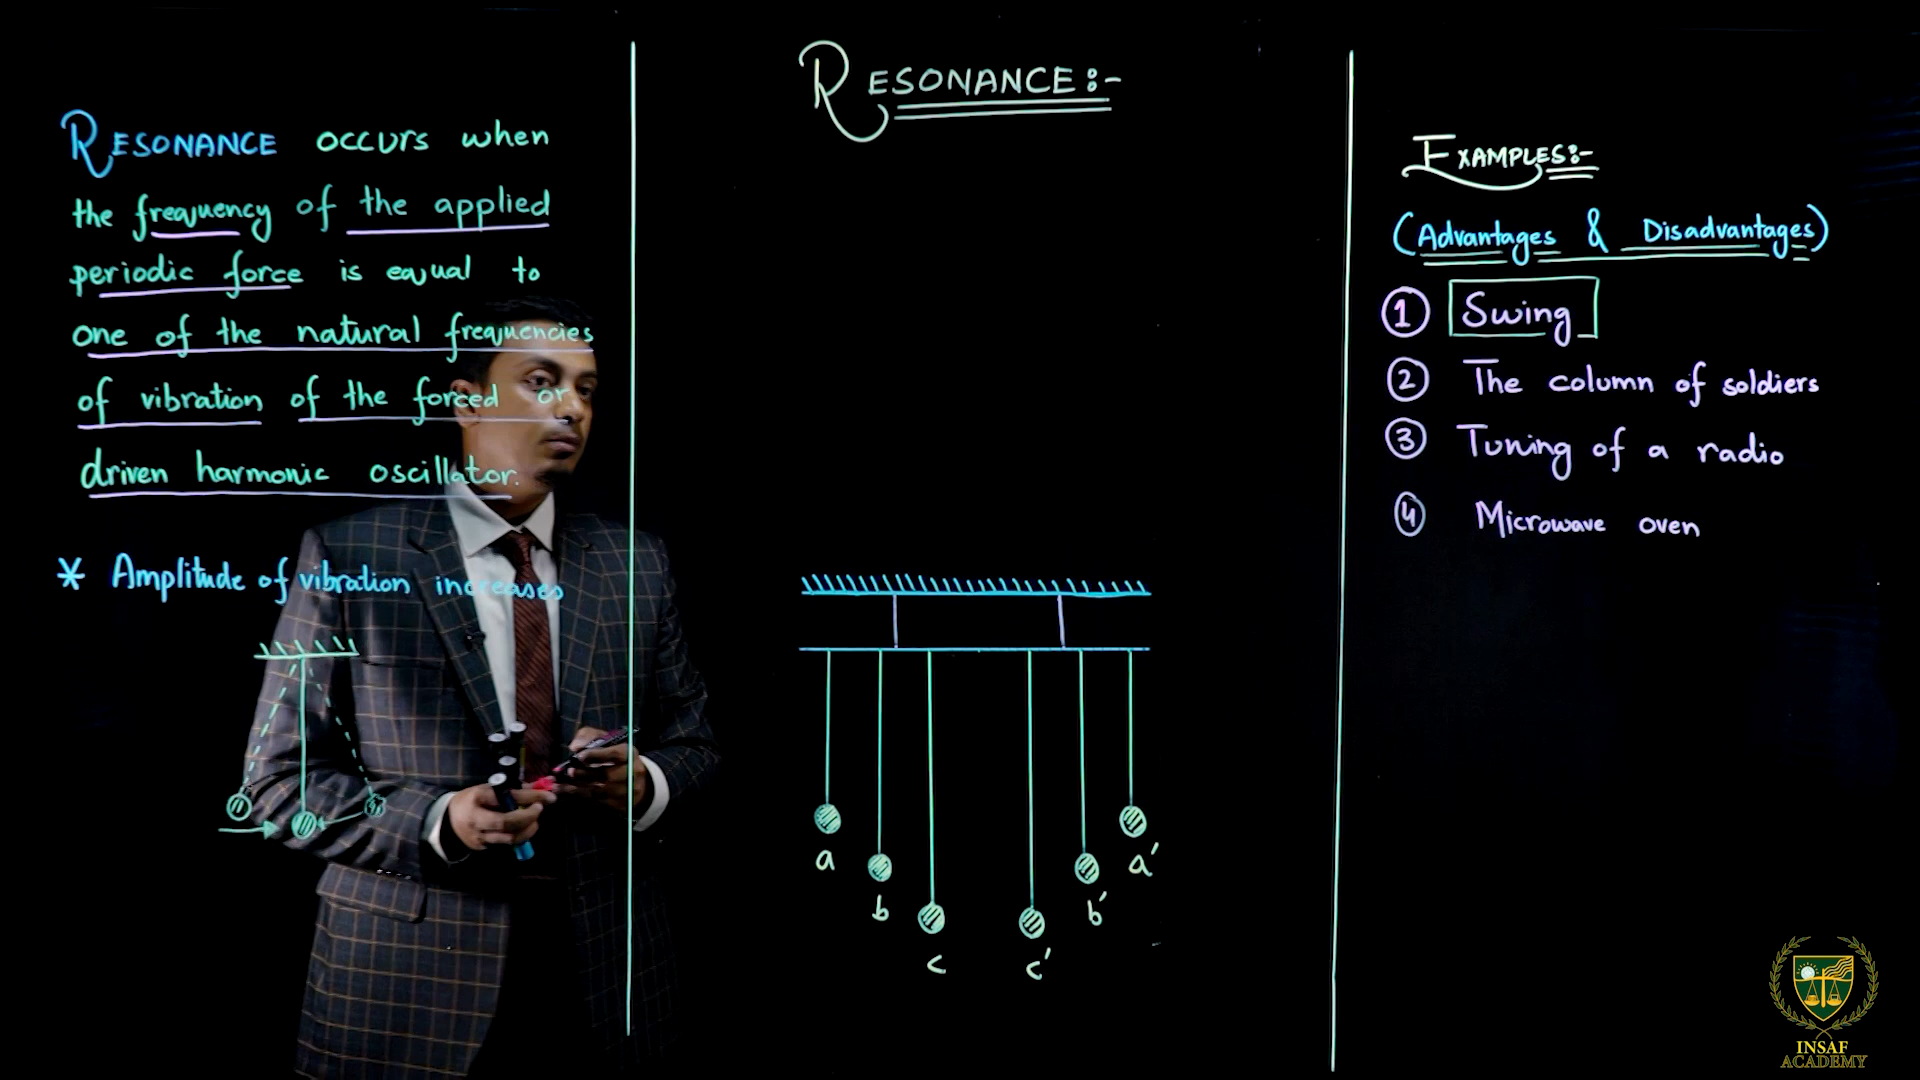 RESONANCE occurs when
the frequency of the applied
periodic force is equal to
one of the natural frequencies
of vibration of the forced or
driven harmonic oscillator.
* Amplitude of vibration increases
RESONANCE:-
a
b
c
c'
b'
a'
EXAMPLES:-
(Advantages & Disadvantages)
1 Swing
2 The column of soldiers
3 Tuning of a radio
4 Microwave oven
INSAF
ACADEMY